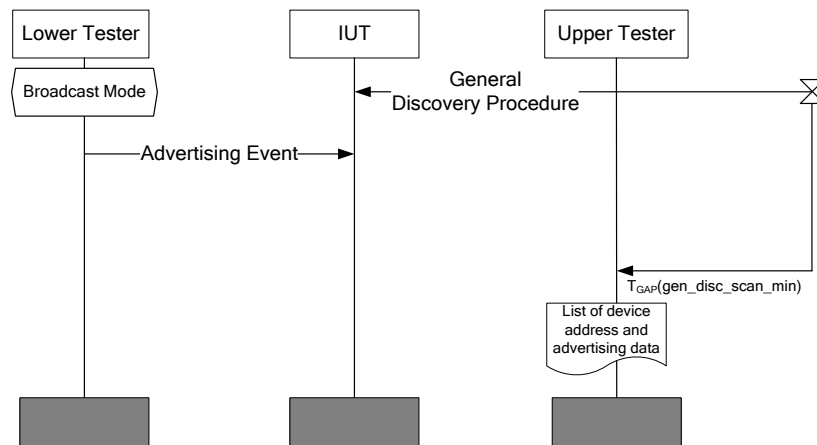 Lower Tester
IUT
Upper Tester
Broadcast Mode
General
Discovery Procedure
Advertising Event
TGAP(gen_disc_scan_min)
List of device
address and
advertising data